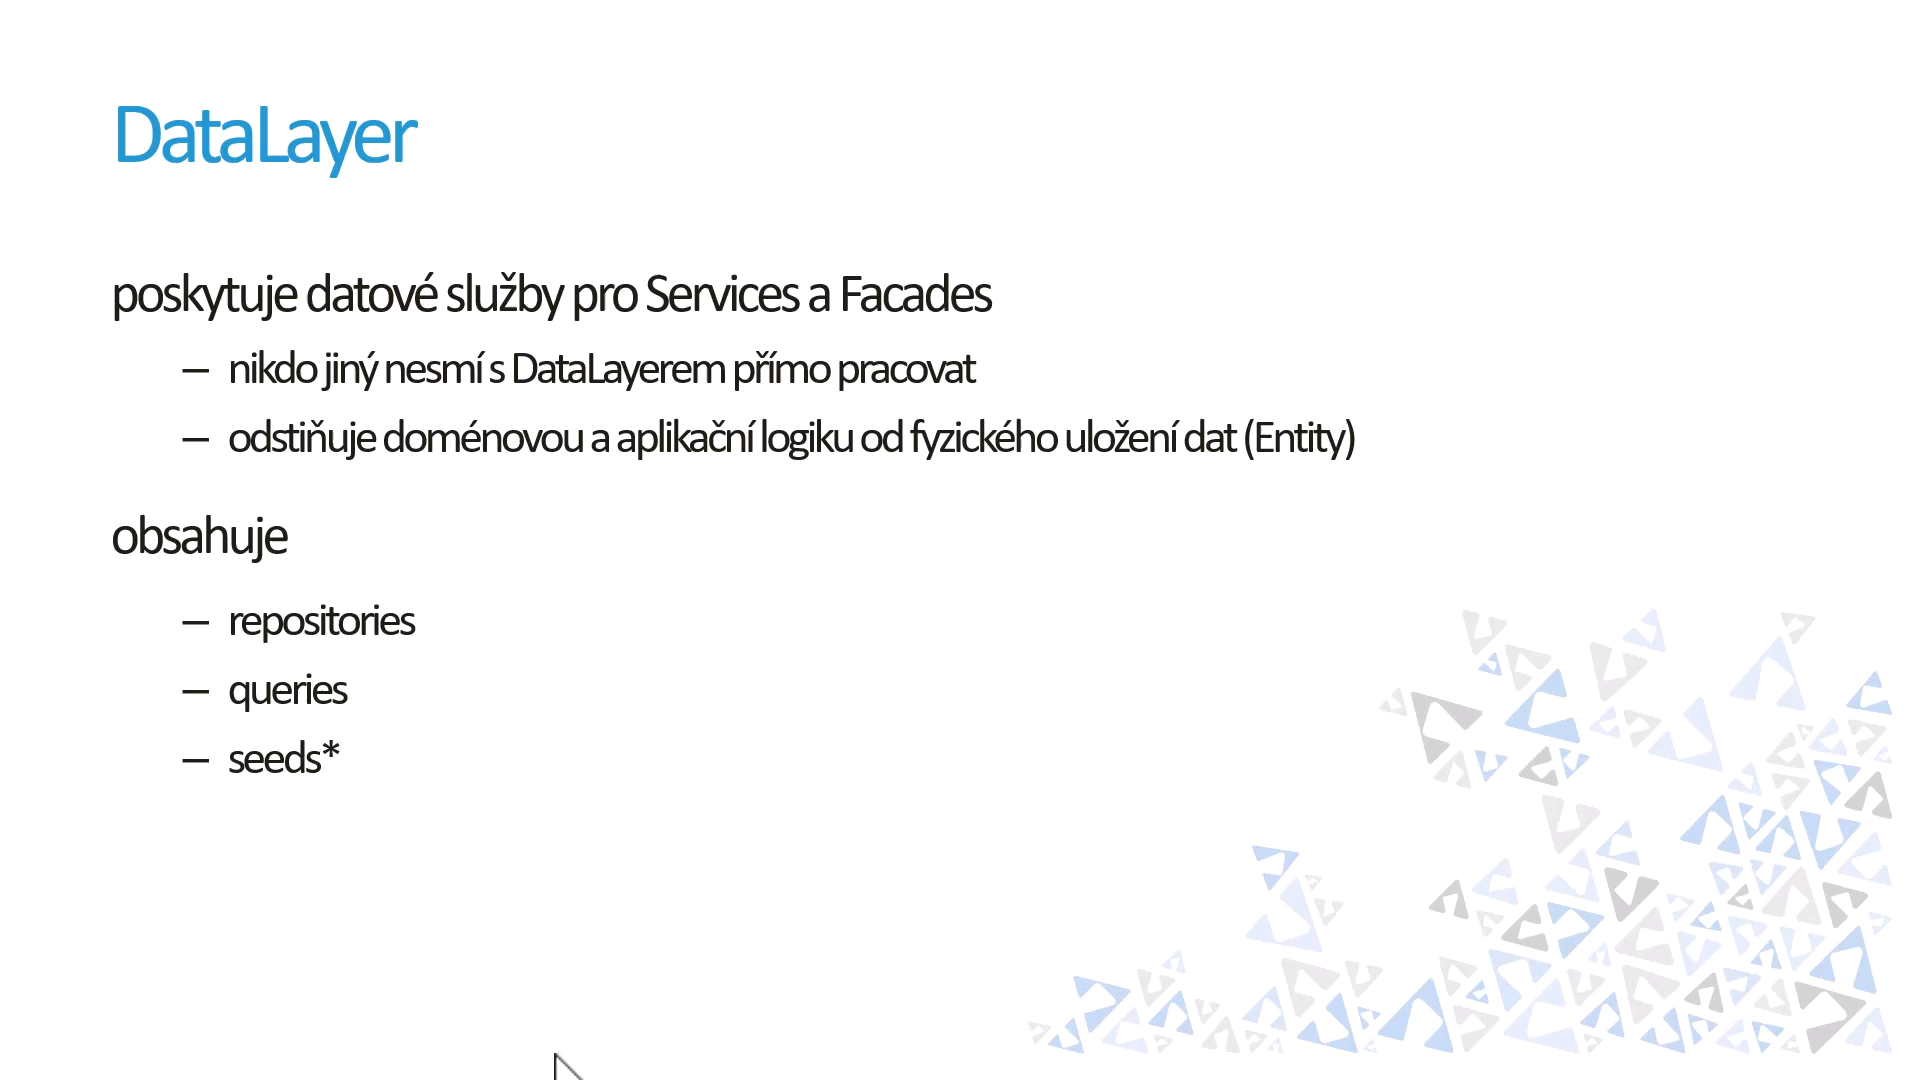 DataLayer
poskytuje datové služby pro Services a Facades
– nikdo jiný nesmí s DataLayerem přímo pracovat
– odstiňuje doménovou a aplikační logiku od fyzického uložení dat (Entity)
obsahuje
– repositories
– queries
– seeds*